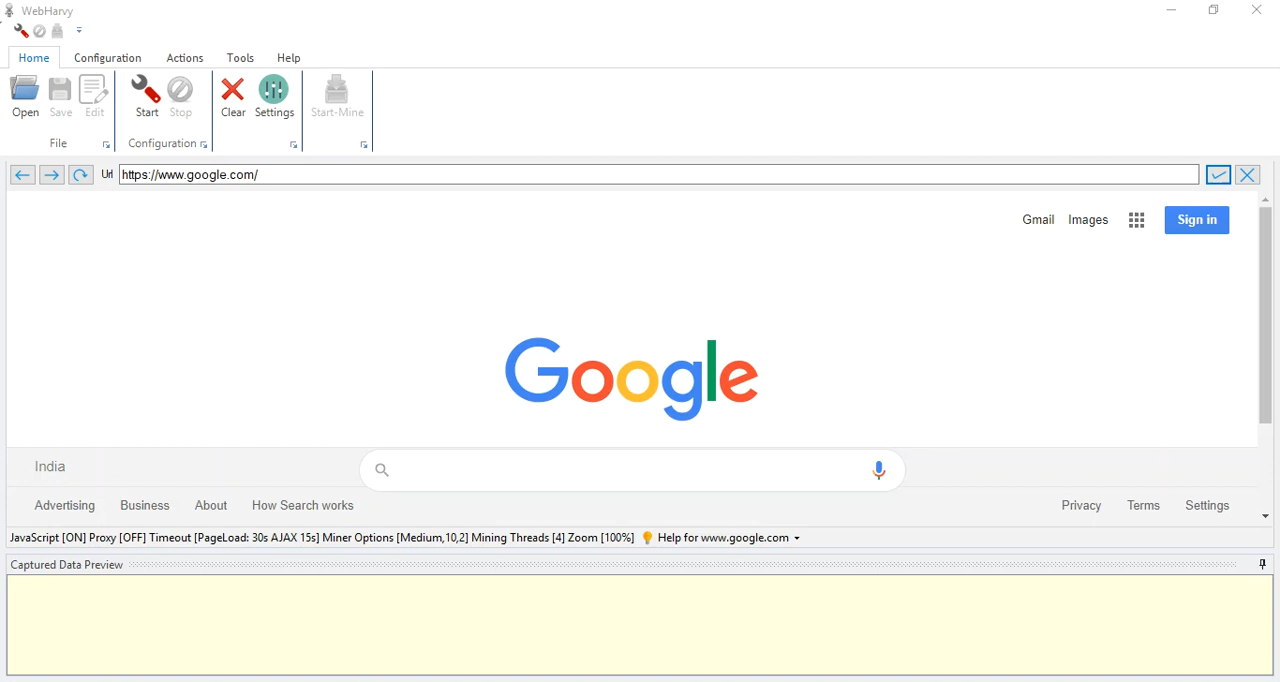 WebHarvy
Home Configuration Actions Tools Help
Open Save Edit Start Stop Clear Settings Start-Mine
File Configuration
Url https://www.google.com/
Gmail Images Sign in
Google
India
Advertising Business About How Search works Privacy Terms Settings
JavaScript [ON] Proxy [OFF] Timeout [PageLoad: 30s AJAX 15s] Miner Options [Medium,10,2] Mining Threads [4] Zoom [100%] Help for www.google.com
Captured Data Preview